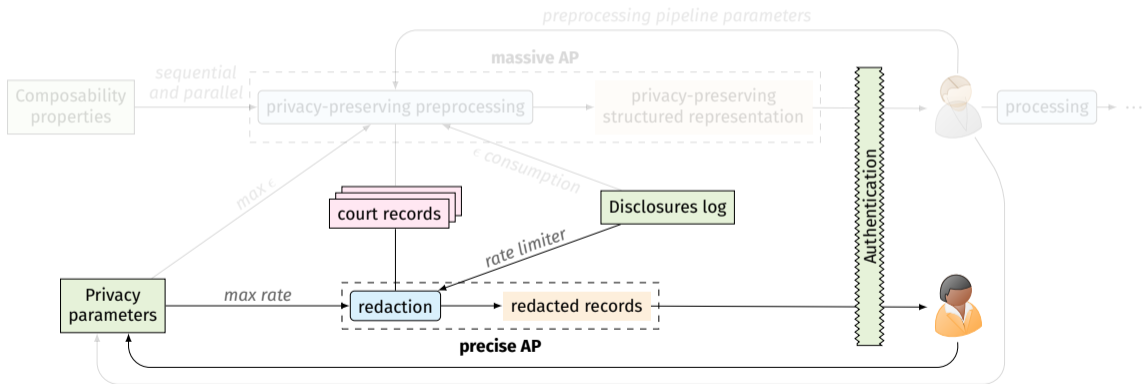 preprocessing pipeline parameters
massive AP
sequential
and parallel
Composability
properties
privacy-preserving preprocessing
privacy-preserving
structured representation
processing
...
max ϵ
ϵ consumption
Authentication
court records
Disclosures log
rate limiter
Privacy
parameters
max rate
redaction
redacted records
precise AP